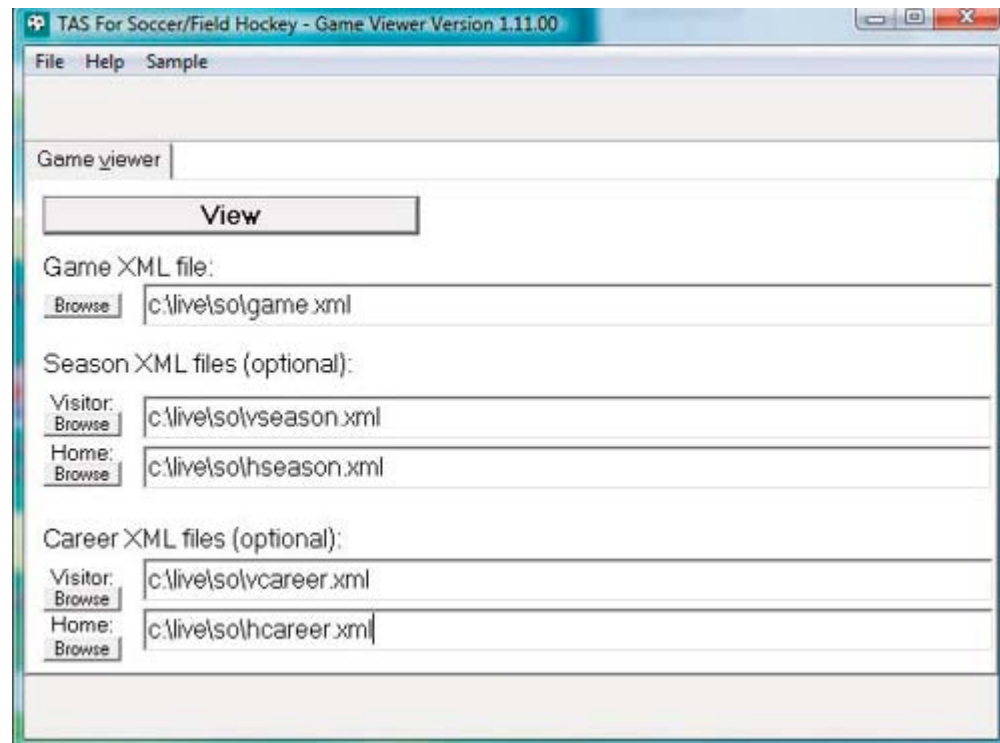 TAS For Soccer/Field Hockey - Game Viewer Version 1.11.00
File Help Sample
Game viewer
View
Game XML file:
Browse c:\live\so\game.xml
Season XML files (optional):
Visitor:
Browse c:\live\so\vseason.xml
Home:
Browse c:\live\so\hseason.xml
Career XML files (optional):
Visitor:
Browse c:\live\so\vcareer.xml
Home:
Browse c:\live\so\hcareer.xml